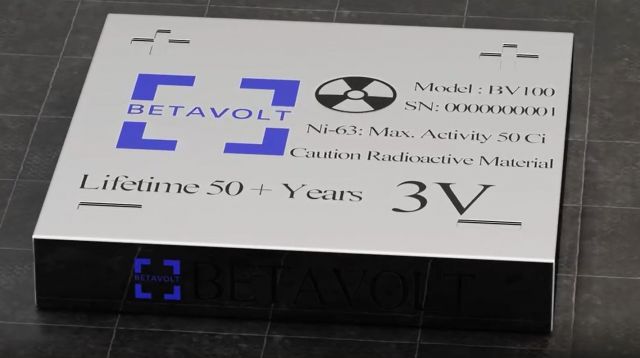 BETAVOLT
Model : BV100
SN: 0000000001
Ni-63: Max. Activity 50 Ci
Caution Radioactive Material
Lifetime 50 + Years
3V
BETAVOLT
BETAVOLT